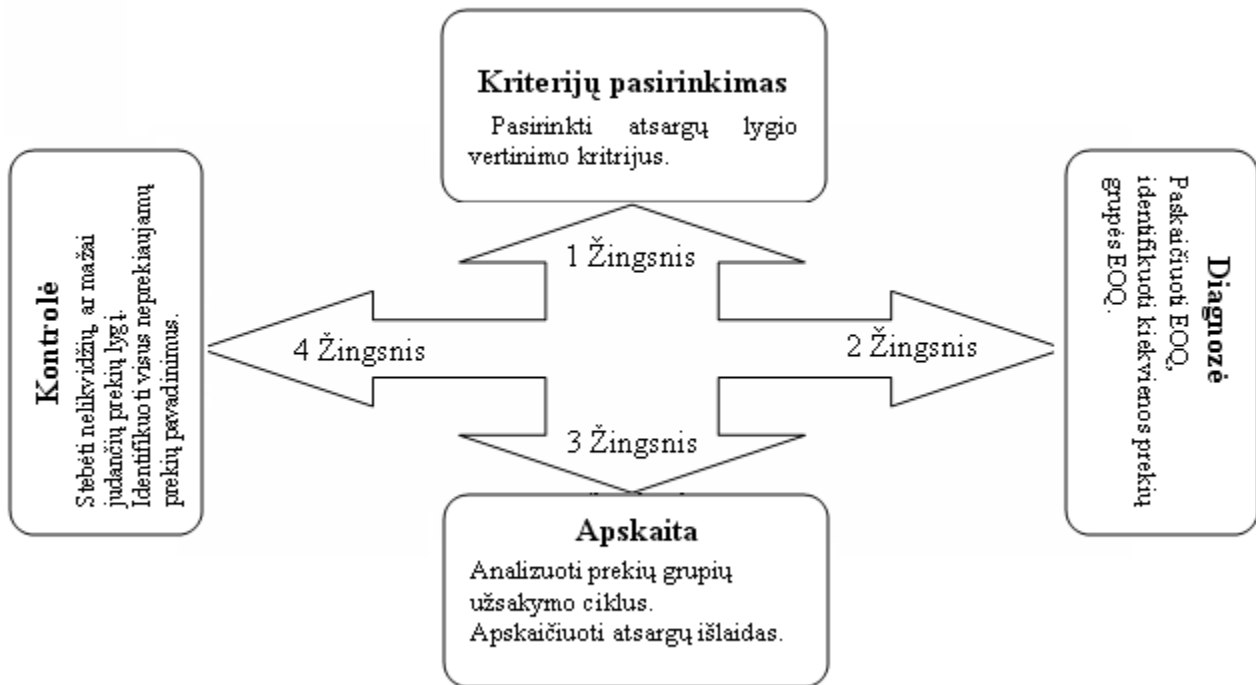 Kriterijų pasirinkimas
Pasirinkti atsargų lygio
vertinimo kritrijus.
1 Žingsnis
2 Žingsnis
Diagnozė
Paskaičiuoti EOQ,
identifikuoti kiekvienos prekių
grupės EOQ.
3 Žingsnis
Apskaita
Analizuoti prekių grupių
užsakymo ciklus.
Apskaičiuoti atsargų išlaidas.
4 Žingsnis
Kontrolė
Stebėti nelikvidžių, ar mažai
judančių prekių lygį.
Identifikuoti visus neprekiaujamų
prekių pavadinimus.